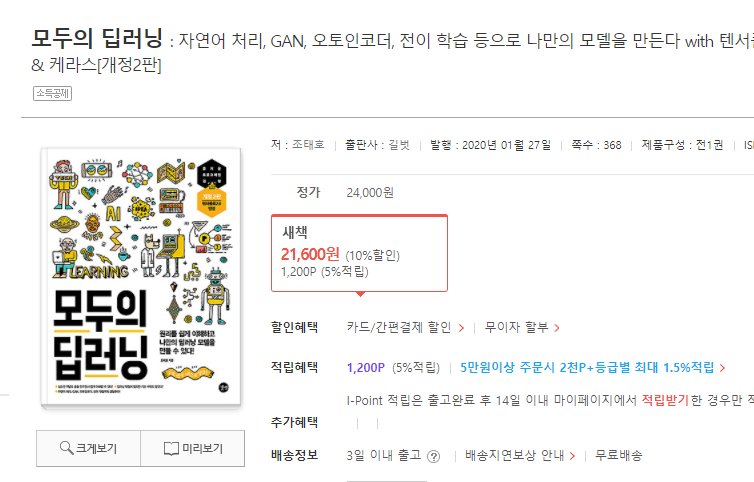 모두의 딥러닝 : 자연어 처리, GAN, 오토인코더, 전이 학습 등으로 나만의 모델을 만든다 with 텐서
& 케라스[개정2판]
소득공제
저 : 조태호 | 출판사 : 길벗 | 발행 : 2020년 01월 27일 | 쪽수 : 368 | 제품구성 : 전1권 | IS
정가 24,000원
새책
21,600원 (10%할인)
1,200P (5%적립)
AI
LEARNING
모두의
딥러닝
원리를 쉽게 이해하고
나만의 딥러닝 모델을
만들 수 있다!
할인혜택 카드/간편결제 할인 > | 무이자 할부 >
적립혜택 1,200P (5%적립) | 5만원이상 주문시 2천P+등급별 최대 1.5%적립 >
I-Point 적립은 출고완료 후 14일 이내 마이페이지에서 적립받기한 경우만
추가혜택 | |
배송정보 3일 이내 출고 ? | 배송지연보상 안내 > | 무료배송
크게보기 미리보기